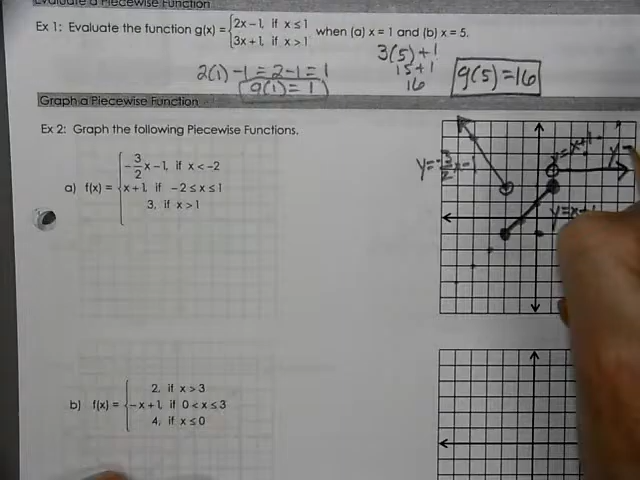 Evaluate a Piecewise Function
Ex 1: Evaluate the function g(x) = { 2x − 1, if x ≤ 1 when (a) x = 1 and (b) x = 5.
3x + 1, if x > 1
2(1) − 1 = 2 − 1 = 1
g(1) = 1
3(5) + 1
15 + 1
16
g(5) = 16
Graph a Piecewise Function
Ex 2: Graph the following Piecewise Functions.
a) f(x) = { -3/2 x − 1, if x < −2
x + 1, if −2 ≤ x ≤ 1
3, if x > 1
y = -3/2 x − 1
y = x + 1
y =
y = x + 1
b) f(x) = { 2, if x > 3
−x + 1, if 0 < x ≤ 3
4, if x ≤ 0